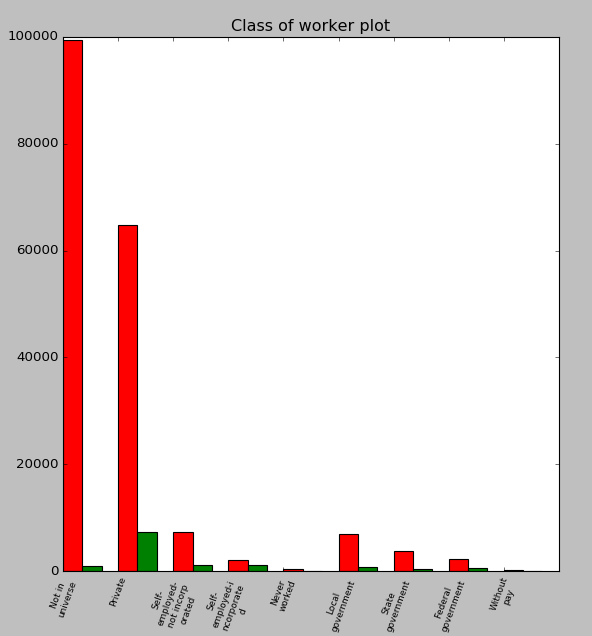 Class of worker plot
100000
80000
60000
40000
20000
0
Not in
universe
Private
Self-
employed-
not incorp
orated
Self-
employed-i
ncorporate
d
Never
worked
Local
government
State
government
Federal
government
Without
pay